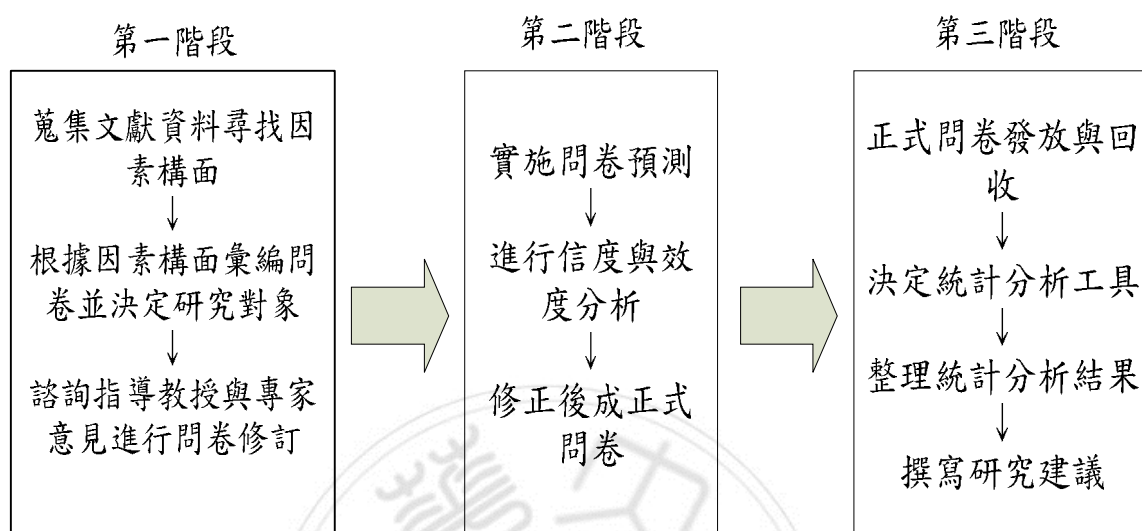 第一階段
蒐集文獻資料尋找因
素構面
根據因素構面彙編問
卷並決定研究對象
諮詢指導教授與專家
意見進行問卷修訂
第二階段
實施問卷預測
進行信度與效
度分析
修正後成正式
問卷
第三階段
正式問卷發放與回
收
決定統計分析工具
整理統計分析結果
撰寫研究建議